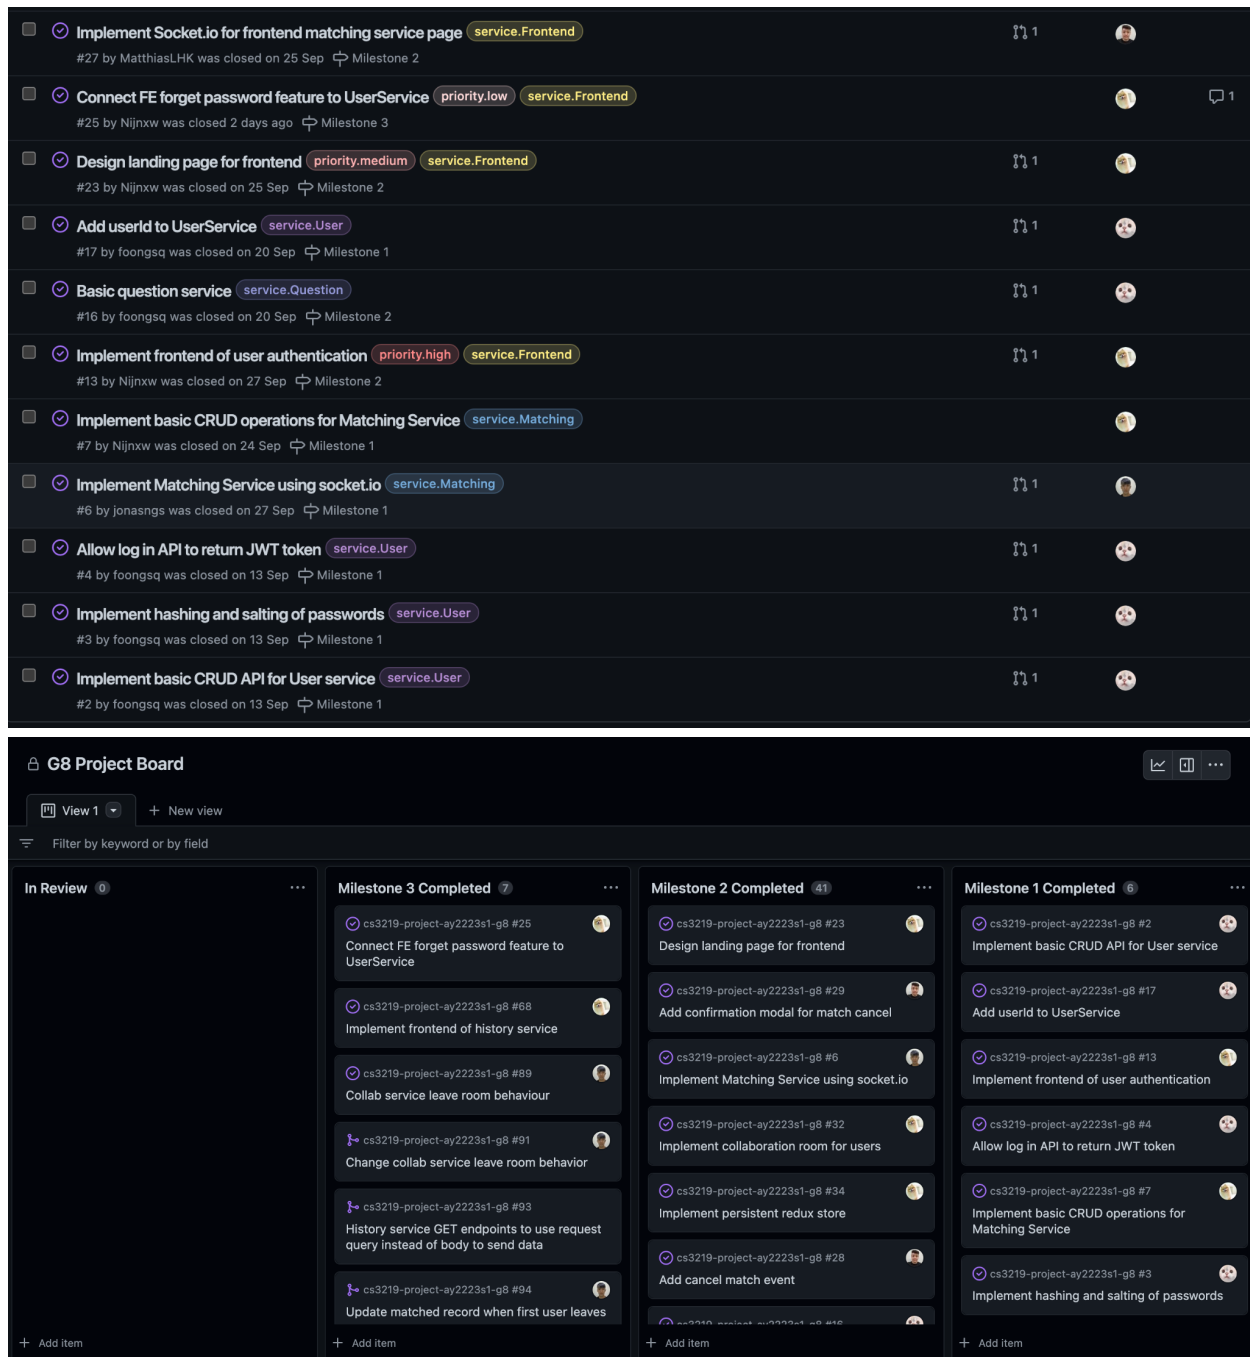 Implement Socket.io for frontend matching service page service.Frontend 1
#27 by MatthiasLHK was closed on 25 Sep Milestone 2
Connect FE forget password feature to UserService priority.low service.Frontend 1
#25 by Nijnxw was closed 2 days ago Milestone 3
Design landing page for frontend priority.medium service.Frontend 1
#23 by Nijnxw was closed on 25 Sep Milestone 2
Add userId to UserService service.User 1
#17 by foongsq was closed on 20 Sep Milestone 1
Basic question service service.Question 1
#16 by foongsq was closed on 20 Sep Milestone 2
Implement frontend of user authentication priority.high service.Frontend 1
#13 by Nijnxw was closed on 27 Sep Milestone 2
Implement basic CRUD operations for Matching Service service.Matching
#7 by Nijnxw was closed on 24 Sep Milestone 1
Implement Matching Service using socket.io service.Matching 1
#6 by jonasngs was closed on 27 Sep Milestone 1
Allow log in API to return JWT token service.User 1
#4 by foongsq was closed on 13 Sep Milestone 1
Implement hashing and salting of passwords service.User 1
#3 by foongsq was closed on 13 Sep Milestone 1
Implement basic CRUD API for User service service.User 1
#2 by foongsq was closed on 13 Sep Milestone 1
G8 Project Board
View 1 New view
Filter by keyword or by field
In Review 0
Add item
Milestone 3 Completed 7
cs3219-project-ay2223s1-g8 #25
Connect FE forget password feature to
UserService
cs3219-project-ay2223s1-g8 #68
Implement frontend of history service
cs3219-project-ay2223s1-g8 #89
Collab service leave room behaviour
cs3219-project-ay2223s1-g8 #91
Change collab service leave room behavior
cs3219-project-ay2223s1-g8 #93
History service GET endpoints to use request
query instead of body to send data
cs3219-project-ay2223s1-g8 #94
Update matched record when first user leaves
Add item
Milestone 2 Completed 41
cs3219-project-ay2223s1-g8 #23
Design landing page for frontend
cs3219-project-ay2223s1-g8 #29
Add confirmation modal for match cancel
cs3219-project-ay2223s1-g8 #6
Implement Matching Service using socket.io
cs3219-project-ay2223s1-g8 #32
Implement collaboration room for users
cs3219-project-ay2223s1-g8 #34
Implement persistent redux store
cs3219-project-ay2223s1-g8 #28
Add cancel match event
cs3219-project-ay2223s1-g8 #16
Add item
Milestone 1 Completed 6
cs3219-project-ay2223s1-g8 #2
Implement basic CRUD API for User service
cs3219-project-ay2223s1-g8 #17
Add userId to UserService
cs3219-project-ay2223s1-g8 #13
Implement frontend of user authentication
cs3219-project-ay2223s1-g8 #4
Allow log in API to return JWT token
cs3219-project-ay2223s1-g8 #7
Implement basic CRUD operations for
Matching Service
cs3219-project-ay2223s1-g8 #3
Implement hashing and salting of passwords
Add item